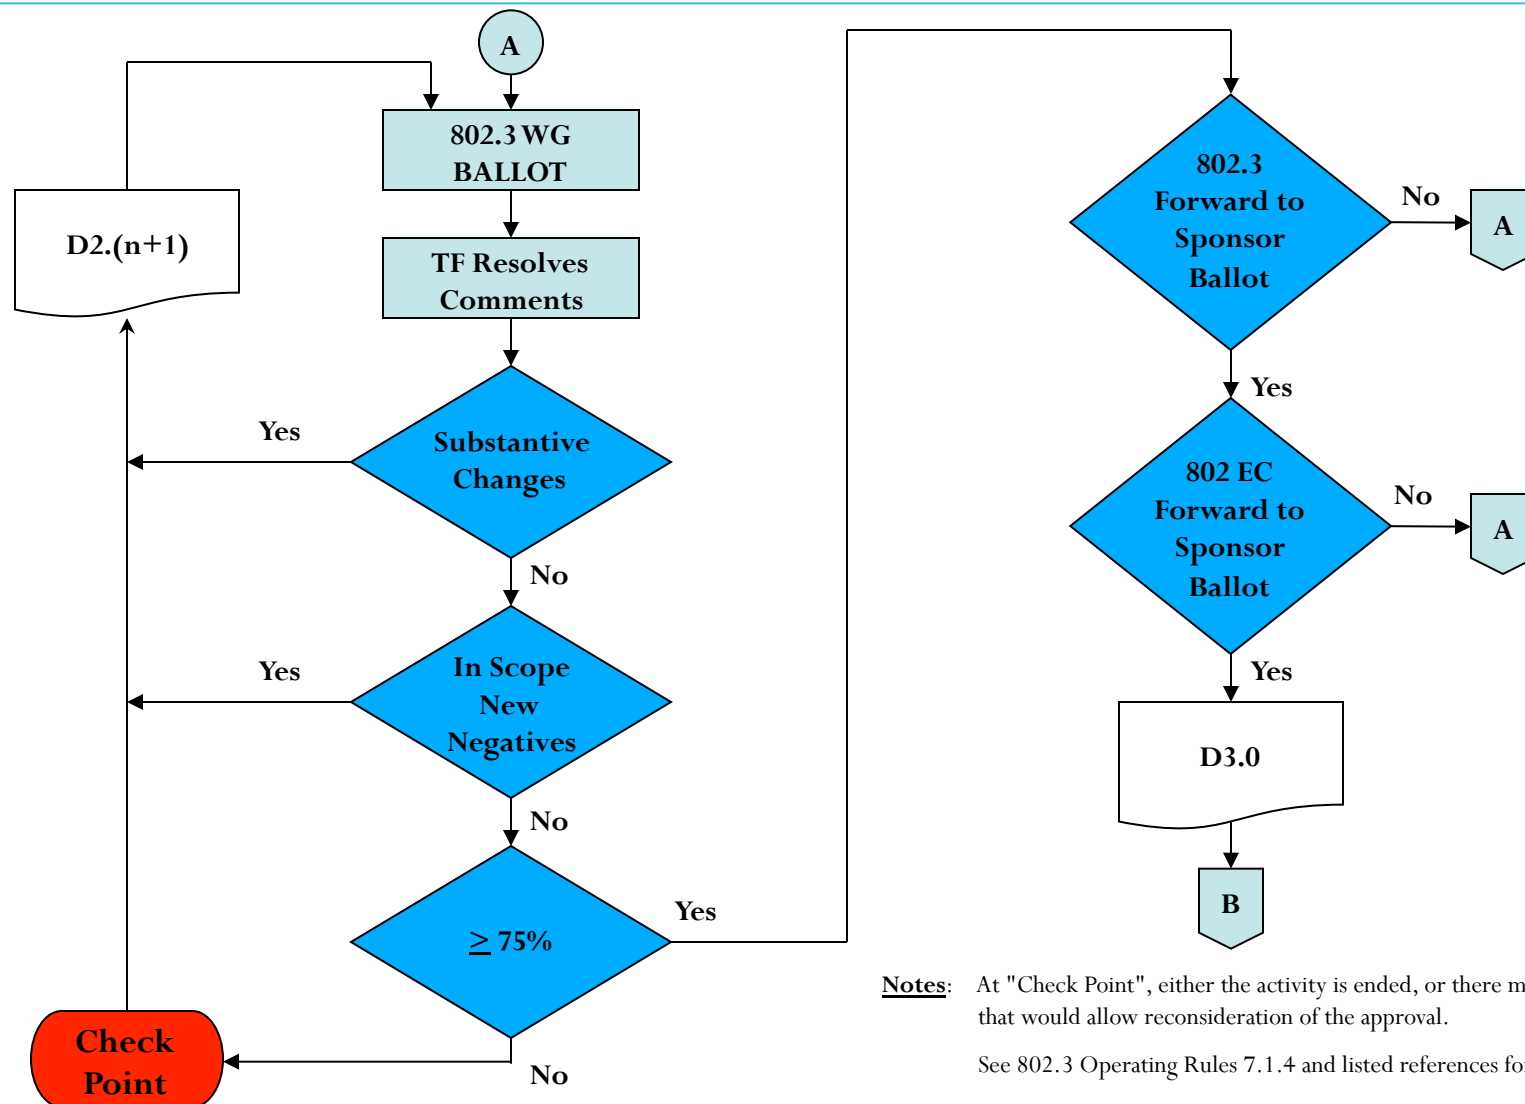 A
802.3 WG
BALLOT
D2.(n+1)
TF Resolves
Comments
Yes
Substantive
Changes
No
Yes
In Scope
New
Negatives
No
≥ 75%
Yes
No
Check
Point
802.3
Forward to
Sponsor
Ballot
No
A
Yes
802 EC
Forward to
Sponsor
Ballot
No
A
Yes
D3.0
B
Notes: At "Check Point", either the activity is ended, or there
that would allow reconsideration of the approval.
See 802.3 Operating Rules 7.1.4 and listed references